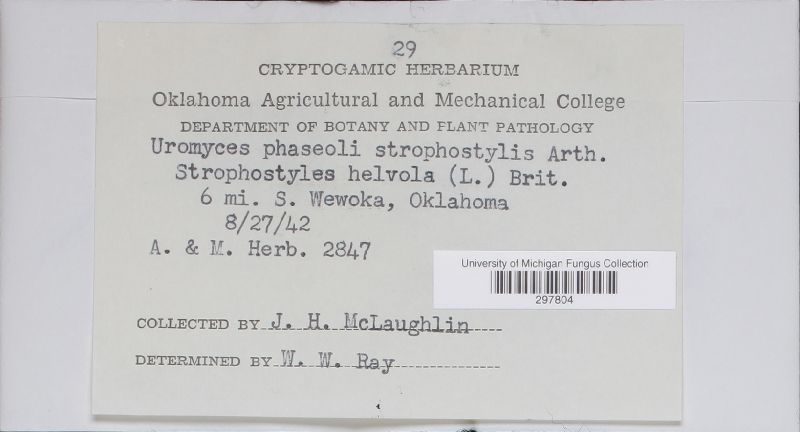 29
CRYPTOGAMIC HERBARIUM
Oklahoma Agricultural and Mechanical College
DEPARTMENT OF BOTANY AND PLANT PATHOLOGY
Uromyces phaseoli strophostylis Arth.
Strophostyles helvola (L.) Brit.
6 mi. S. Wewoka, Oklahoma
8/27/42
A. & M. Herb. 2847
University of Michigan Fungus Collection
297804
COLLECTED BY J. H. McLaughlin
DETERMINED BY W. W. Ray